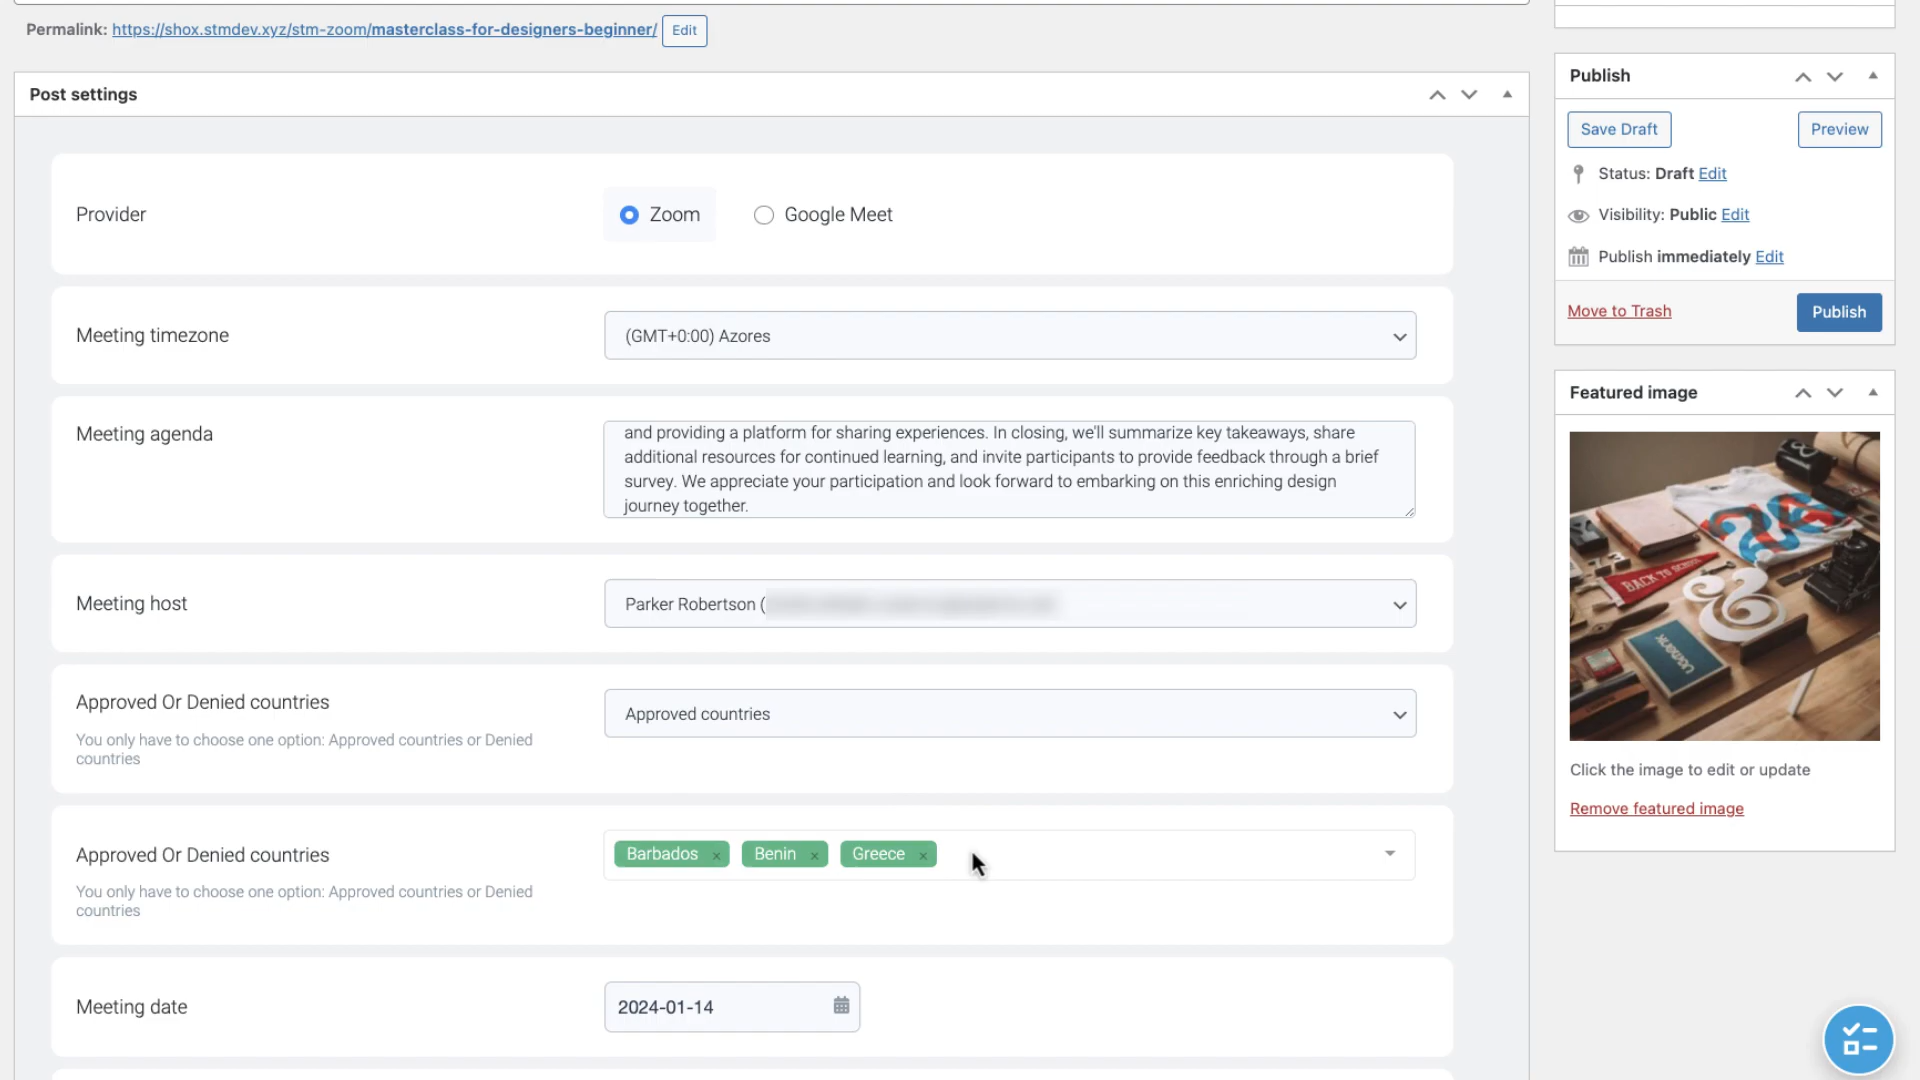 Permalink: https://shox.stmdev.xyz/stm-zoom/masterclass-for-designers-beginner/ Edit
Post settings
Provider
Zoom
Google Meet
Meeting timezone
(GMT+0:00) Azores
Meeting agenda
and providing a platform for sharing experiences. In closing, we'll summarize key takeaways, share
additional resources for continued learning, and invite participants to provide feedback through a brief
survey. We appreciate your participation and look forward to embarking on this enriching design
journey together.
Meeting host
Parker Robertson (
Approved Or Denied countries
You only have to choose one option: Approved countries or Denied
countries
Approved countries
Approved Or Denied countries
You only have to choose one option: Approved countries or Denied
countries
Barbados × Benin × Greece ×
Meeting date
2024-01-14
Publish
Save Draft
Preview
Status: Draft Edit
Visibility: Public Edit
Publish immediately Edit
Move to Trash
Publish
Featured image
BACK TO SCHOOL
&
Click the image to edit or update
Remove featured image